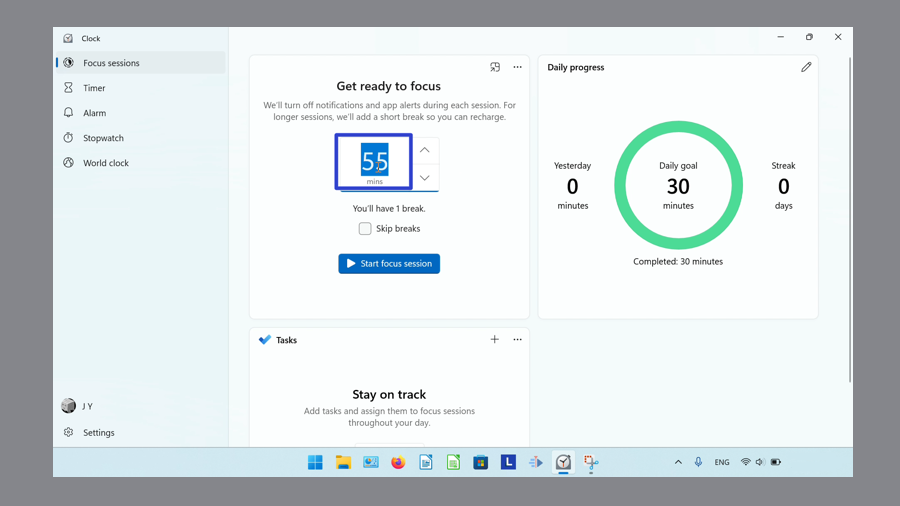 Clock
Focus sessions
Timer
Alarm
Stopwatch
World clock
J Y
Settings
Get ready to focus
We'll turn off notifications and app alerts during each session. For
longer sessions, we'll add a short break so you can recharge.
55
mins
You'll have 1 break.
Skip breaks
Start focus session
Daily progress
Yesterday
0
minutes
Daily goal
30
minutes
Streak
0
days
Completed: 30 minutes
Tasks
Stay on track
Add tasks and assign them to focus sessions
throughout your day.
L
ENG